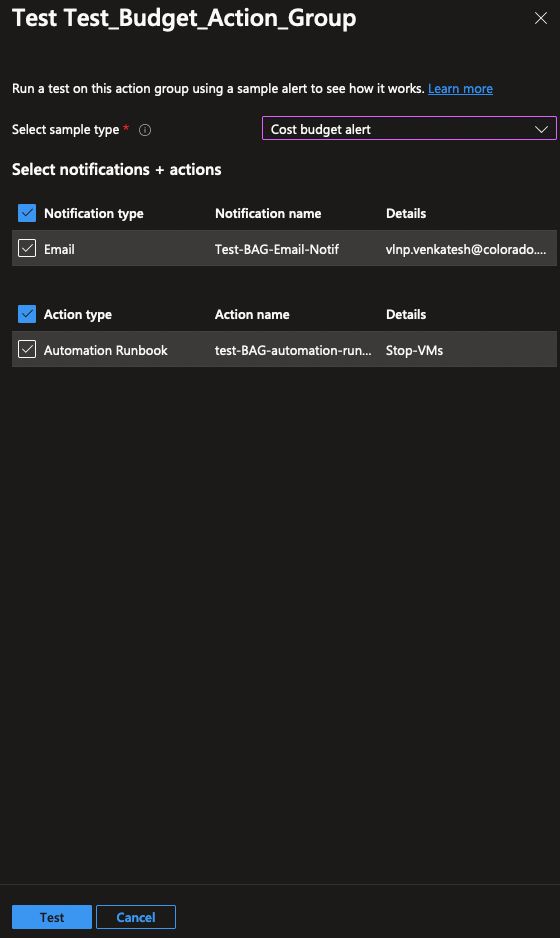 Test Test_Budget_Action_Group
Run a test on this action group using a sample alert to see how it works. Learn more
Select sample type *
Cost budget alert
Select notifications + actions
Notification type Notification name Details
Email Test-BAG-Email-Notif vlnp.venkatesh@colorado....
Action type Action name Details
Automation Runbook test-BAG-automation-run... Stop-VMs
Test Cancel